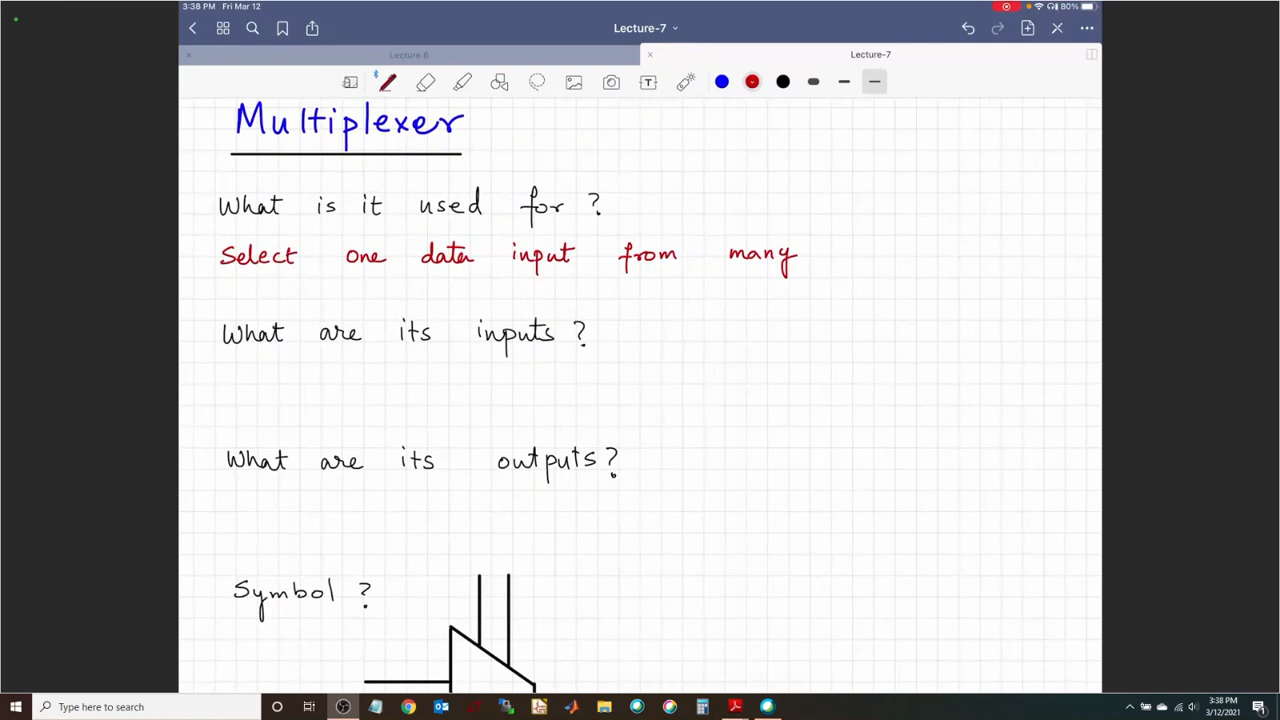 3:38 PM Fri Mar 12
80%
Lecture-7
Lecture 6
Lecture-7
Multiplexer
What is it used for ?
Select one data input from many
What are its inputs ?
What are its outputs?
Symbol ?
Type here to search
3:38 PM
3/12/2021